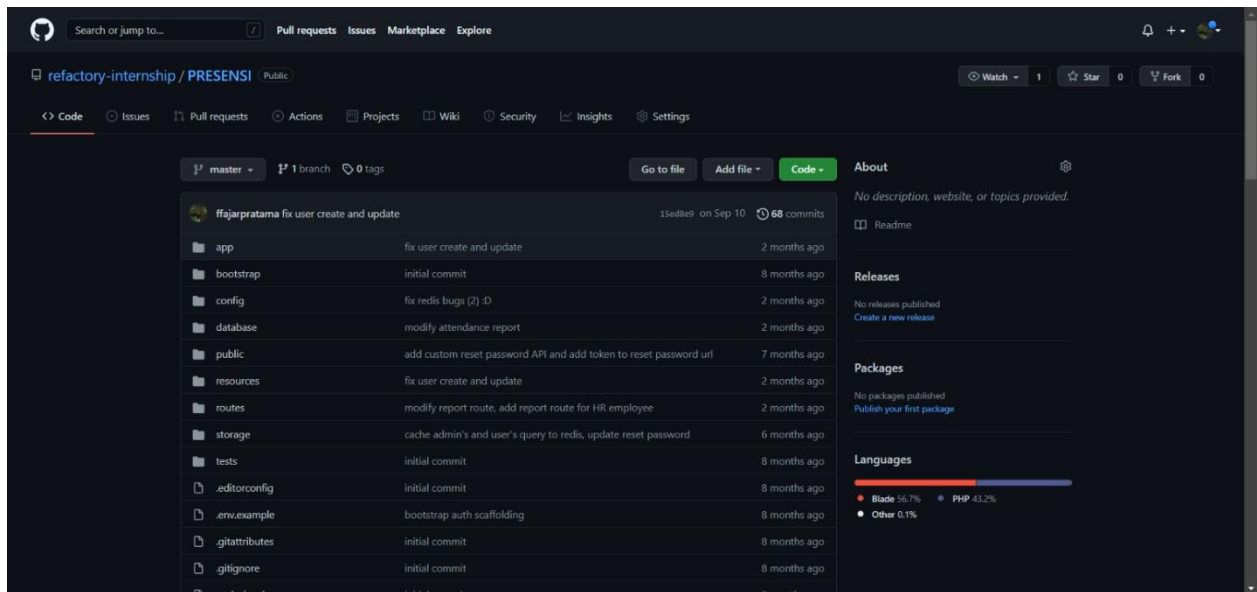 Search or jump to... / Pull requests Issues Marketplace Explore
refactory-internship / PRESENSI Public Watch 1 Star 0 Fork 0
<> Code Issues Pull requests Actions Projects Wiki Security Insights Settings
master 1 branch 0 tags Go to file Add file Code
ffajarpratama fix user create and update 15ed8e9 on Sep 10 68 commits
app fix user create and update 2 months ago
bootstrap initial commit 8 months ago
config fix redis bugs (2) :D 2 months ago
database modify attendance report 2 months ago
public add custom reset password API and add token to reset password url 7 months ago
resources fix user create and update 2 months ago
routes modify report route, add report route for HR employee 2 months ago
storage cache admin's and user's query to redis, update reset password 6 months ago
tests initial commit 8 months ago
.editorconfig initial commit 8 months ago
.env.example bootstrap auth scaffolding 8 months ago
.gitattributes initial commit 8 months ago
.gitignore initial commit 8 months ago
About
No description, website, or topics provided.
Readme
Releases
No releases published
Create a new release
Packages
No packages published
Publish your first package
Languages
Blade 56.7% PHP 43.2%
Other 0.1%